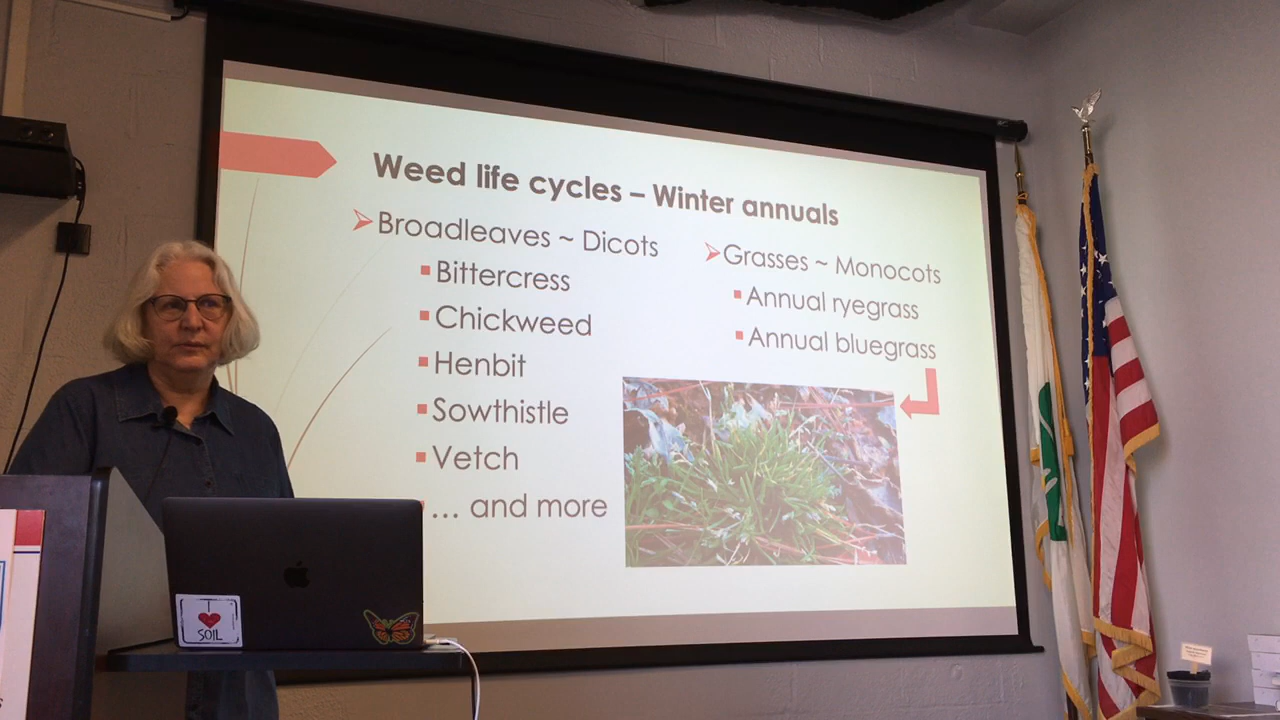 Weed life cycles – Winter annuals
Broadleaves ~ Dicots
Bittercress
Chickweed
Henbit
Sowthistle
Vetch
… and more
Grasses ~ Monocots
Annual ryegrass
Annual bluegrass
I
SOIL